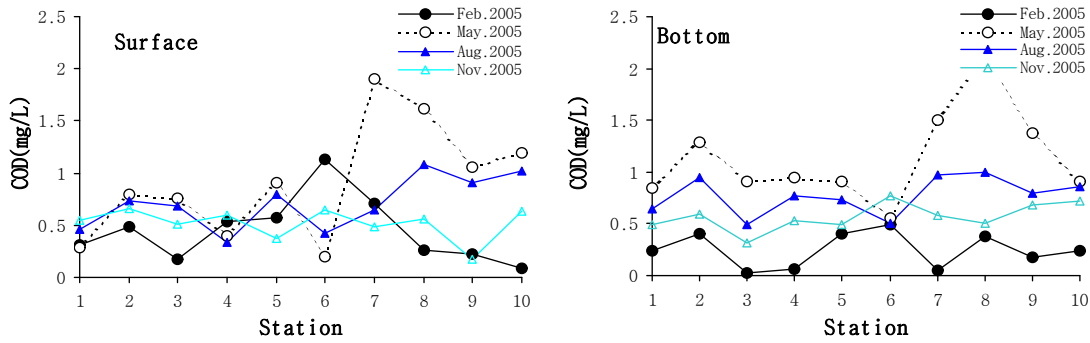 Surface
COD(mg/L)
2.5
2
1.5
1
0.5
0
1 2 3 4 5 6 7 8 9 10
Station
Feb.2005
May.2005
Aug.2005
Nov.2005
Bottom
COD(mg/L)
2.5
2
1.5
1
0.5
0
1 2 3 4 5 6 7 8 9 10
Station
Feb.2005
May.2005
Aug.2005
Nov.2005